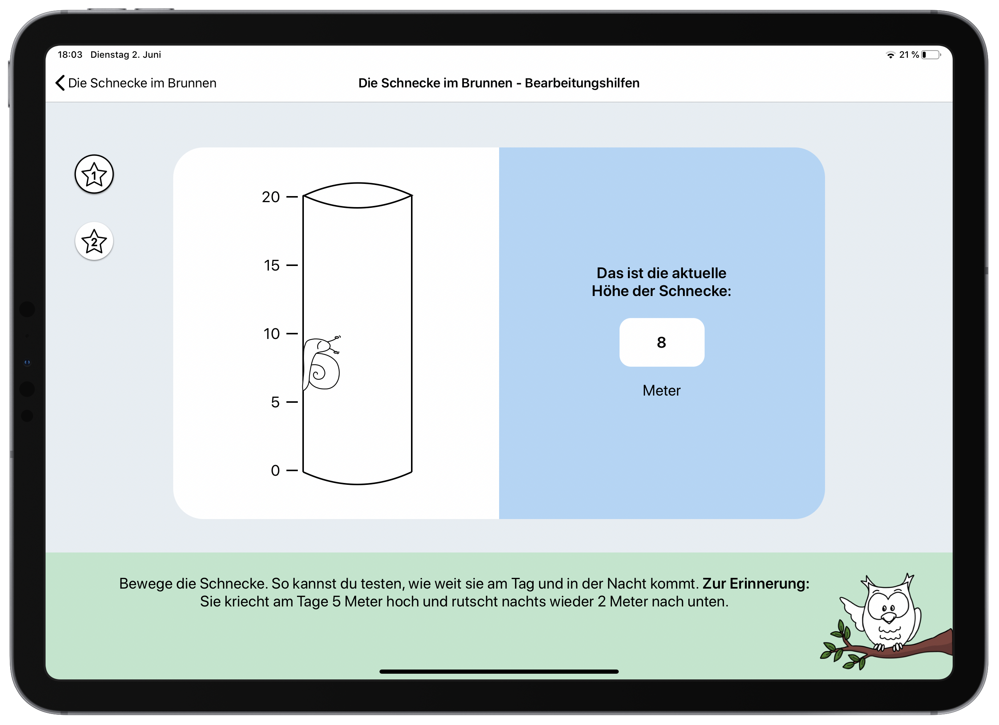 18:03 Dienstag 2. Juni 21 %
Die Schnecke im Brunnen
Die Schnecke im Brunnen - Bearbeitungshilfen
1
2
20
15
10
5
0
Das ist die aktuelle
Höhe der Schnecke:
8
Meter
Bewege die Schnecke. So kannst du testen, wie weit sie am Tag und in der Nacht kommt. Zur Erinnerung:
Sie kriecht am Tage 5 Meter hoch und rutscht nachts wieder 2 Meter nach unten.